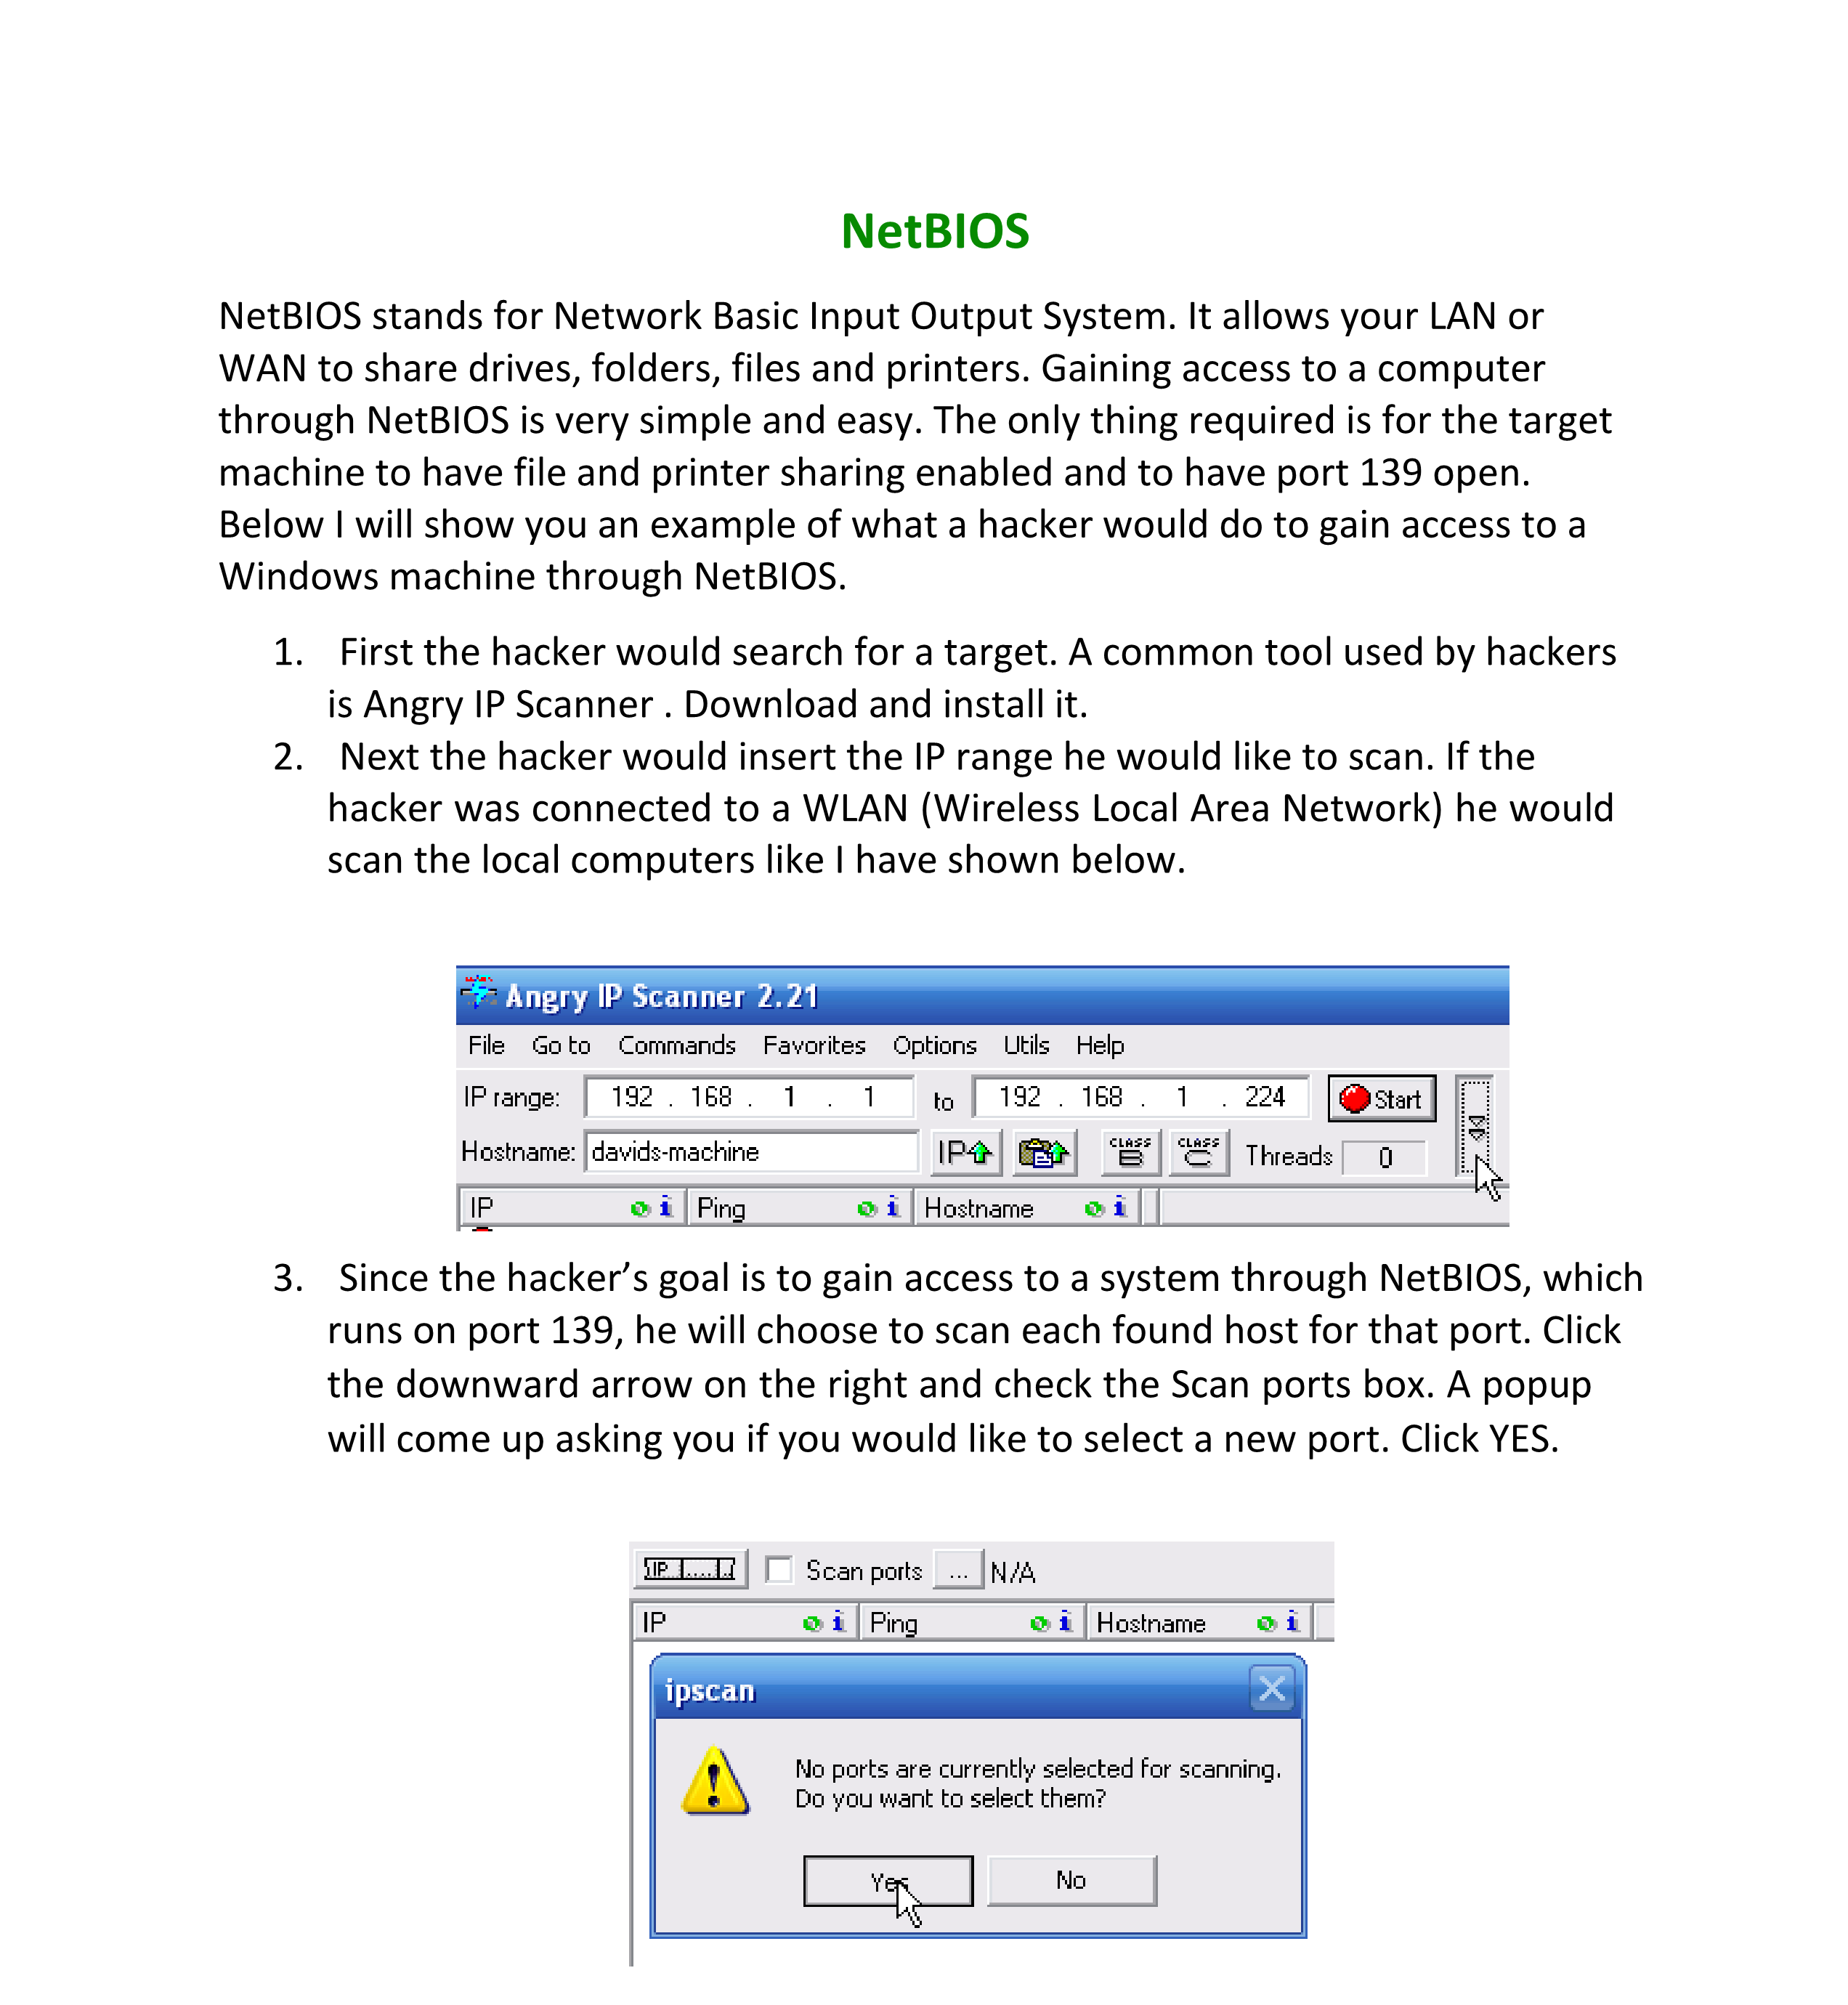 NetBIOS
NetBIOS stands for Network Basic Input Output System. It allows your LAN or
WAN to share drives, folders, files and printers. Gaining access to a computer
through NetBIOS is very simple and easy. The only thing required is for the target
machine to have file and printer sharing enabled and to have port 139 open.
Below I will show you an example of what a hacker would do to gain access to a
Windows machine through NetBIOS.
1. First the hacker would search for a target. A common tool used by hackers
is Angry IP Scanner . Download and install it.
2. Next the hacker would insert the IP range he would like to scan. If the
hacker was connected to a WLAN (Wireless Local Area Network) he would
scan the local computers like I have shown below.
Angry IP Scanner 2.21
File Go to Commands Favorites Options Utils Help
IP range: 192 . 168 . 1 . 1 to 192 . 168 . 1 . 224 Start
Hostname: davids-machine IP CLASS B CLASS C Threads 0
IP Ping Hostname
3. Since the hacker’s goal is to gain access to a system through NetBIOS, which
runs on port 139, he will choose to scan each found host for that port. Click
the downward arrow on the right and check the Scan ports box. A popup
will come up asking you if you would like to select a new port. Click YES.
IP Scan ports ... N/A
IP Ping Hostname
ipscan
No ports are currently selected for scanning.
Do you want to select them?
Yes No